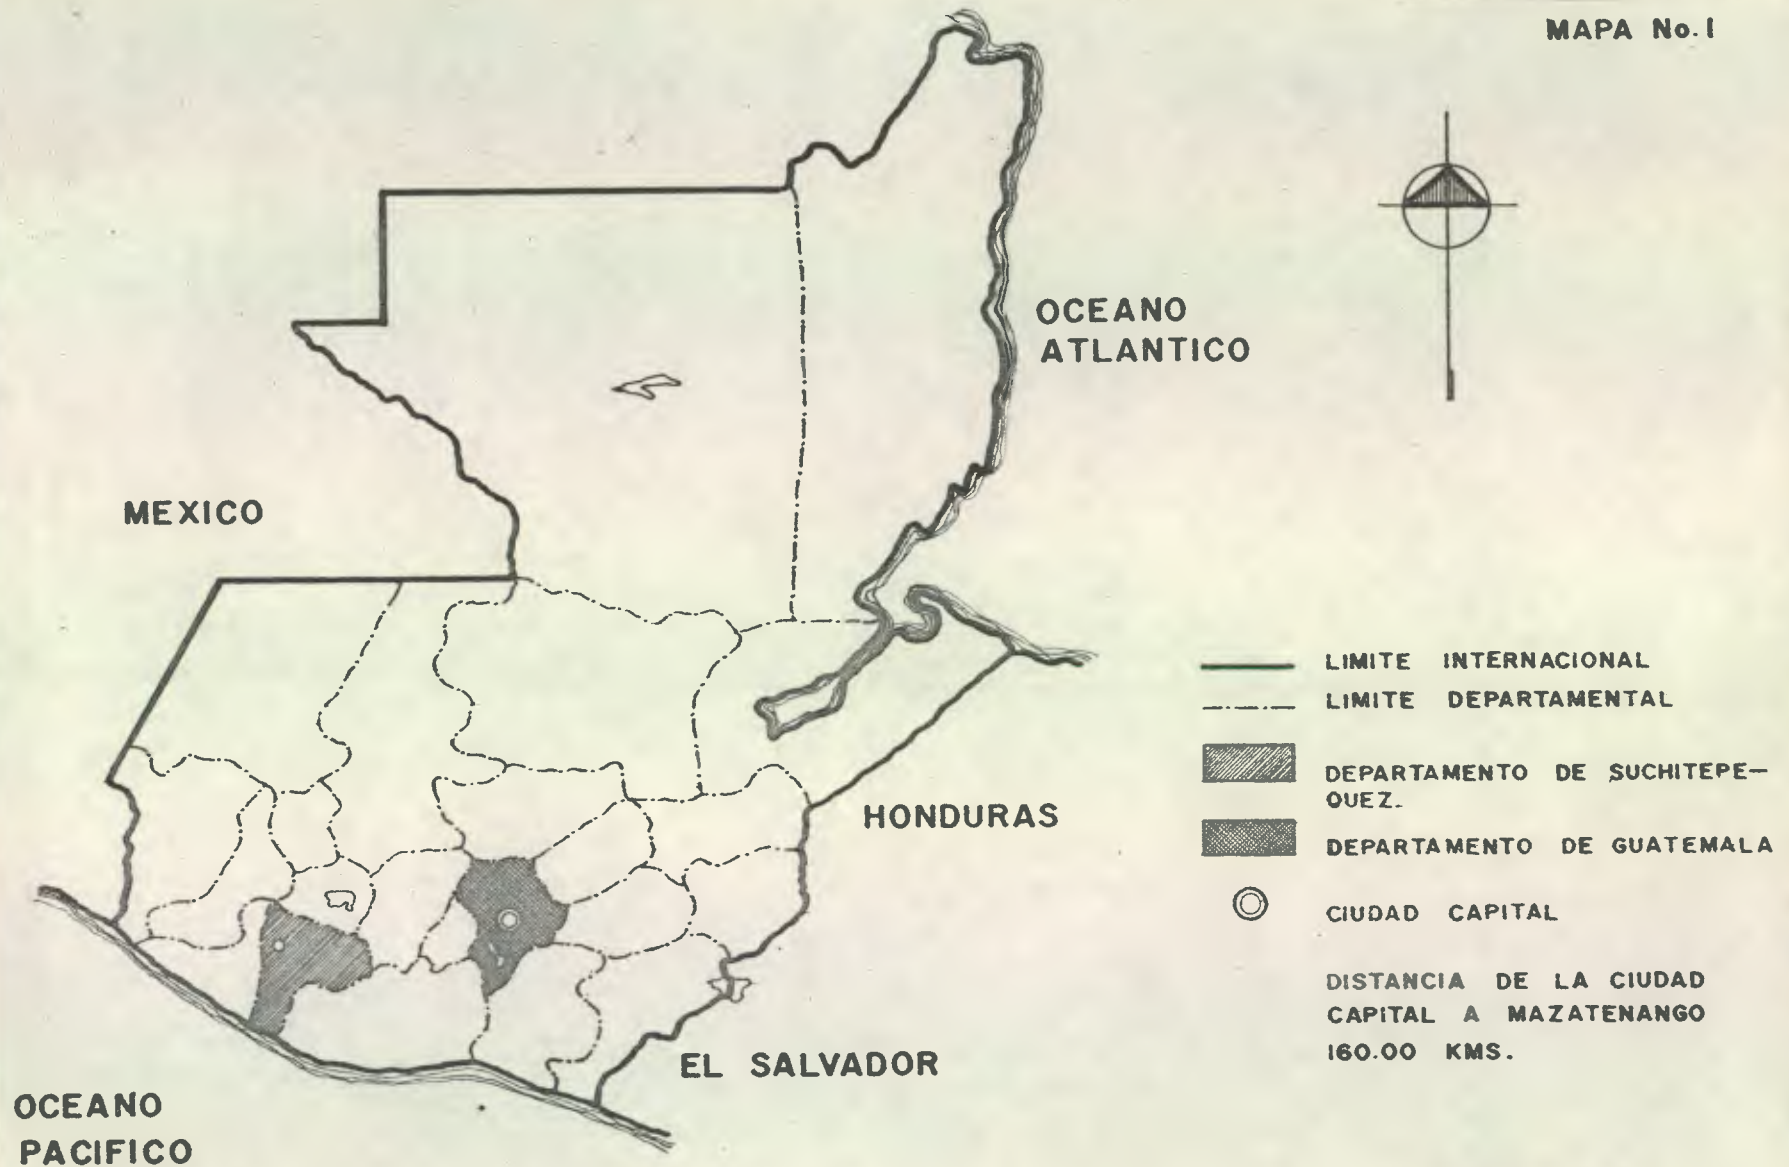 MAPA No. 1
OCEANO
ATLANTICO
MEXICO
HONDURAS
EL SALVADOR
OCEANO
PACIFICO
LIMITE INTERNACIONAL
LIMITE DEPARTAMENTAL
DEPARTAMENTO DE SUCHITEPE-
QUEZ.
DEPARTAMENTO DE GUATEMALA
CIUDAD CAPITAL
DISTANCIA DE LA CIUDAD
CAPITAL A MAZATENANGO
160.00 KMS.